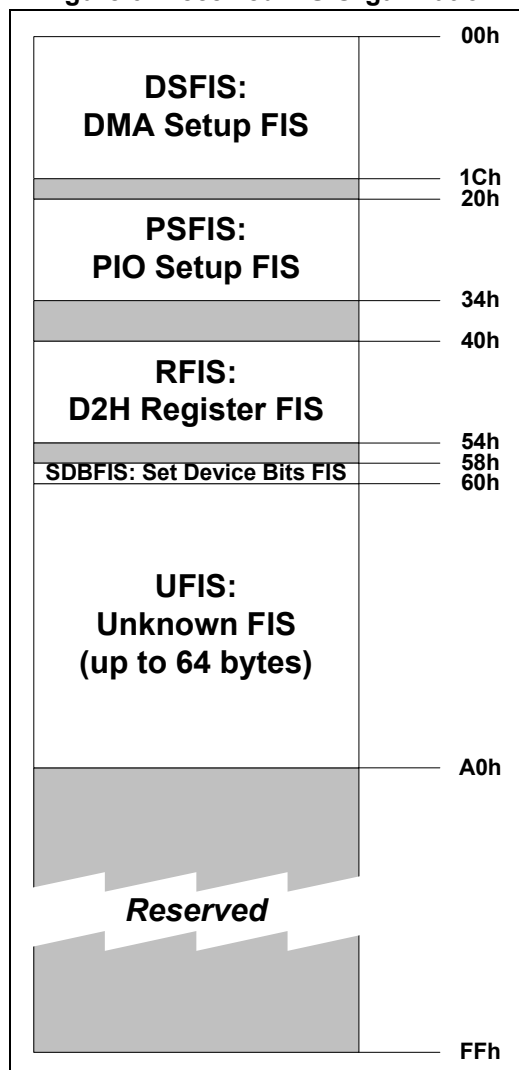 00h
DSFIS:
DMA Setup FIS
1Ch
20h
PSFIS:
PIO Setup FIS
34h
40h
RFIS:
D2H Register FIS
54h
58h
SDBFIS: Set Device Bits FIS
60h
UFIS:
Unknown FIS
(up to 64 bytes)
A0h
Reserved
FFh